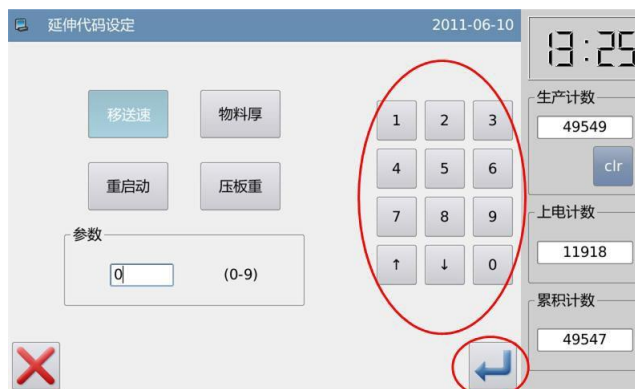 延伸代码设定 2011-06-10
13:25
移送速 物料厚
重启动 压板重
参数
0 (0-9)
1 2 3
4 5 6
7 8 9
↑ ↓ 0
生产计数
49549
clr
上电计数
11918
累积计数
49547